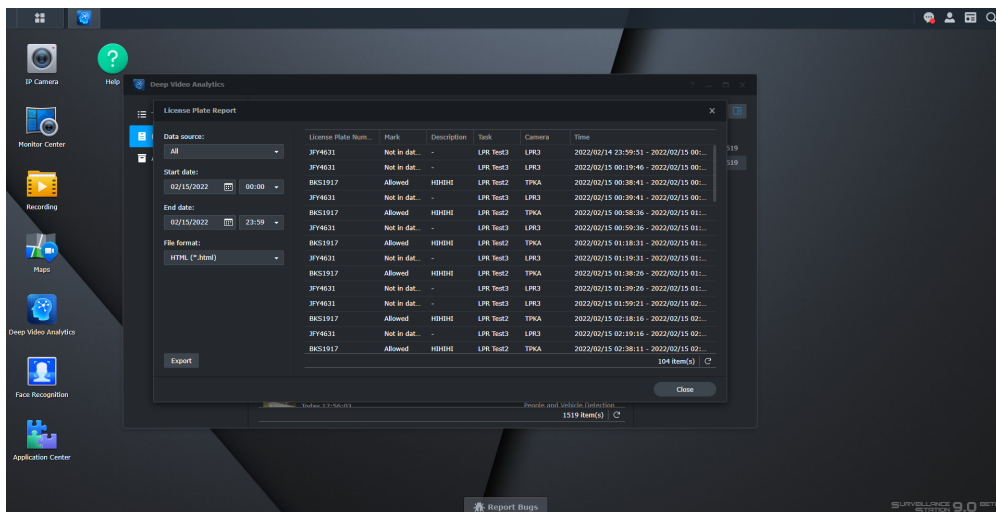 IP Camera
Help
Monitor Center
Recording
Maps
Deep Video Analytics
Face Recognition
Application Center
Deep Video Analytics
License Plate Report
Data source:
All
Start date:
02/15/2022 00:00
End date:
02/15/2022 23:59
File format:
HTML (*.html)
Export
License Plate Num... Mark Description Task Camera Time
JFY4631 Not in dat... - LPR Test3 LPR3 2022/02/14 23:59:51 - 2022/02/15 00:...
JFY4631 Not in dat... - LPR Test3 LPR3 2022/02/15 00:19:46 - 2022/02/15 00:...
BKS1917 Allowed HIHIHI LPR Test2 TPKA 2022/02/15 00:38:41 - 2022/02/15 00:...
JFY4631 Not in dat... - LPR Test3 LPR3 2022/02/15 00:39:41 - 2022/02/15 00:...
BKS1917 Allowed HIHIHI LPR Test2 TPKA 2022/02/15 00:58:36 - 2022/02/15 01:...
JFY4631 Not in dat... - LPR Test3 LPR3 2022/02/15 00:59:36 - 2022/02/15 01:...
BKS1917 Allowed HIHIHI LPR Test2 TPKA 2022/02/15 01:18:31 - 2022/02/15 01:...
JFY4631 Not in dat... - LPR Test3 LPR3 2022/02/15 01:19:31 - 2022/02/15 01:...
BKS1917 Allowed HIHIHI LPR Test2 TPKA 2022/02/15 01:38:26 - 2022/02/15 01:...
JFY4631 Not in dat... - LPR Test3 LPR3 2022/02/15 01:39:26 - 2022/02/15 01:...
JFY4631 Not in dat... - LPR Test3 LPR3 2022/02/15 01:59:21 - 2022/02/15 02:...
BKS1917 Allowed HIHIHI LPR Test2 TPKA 2022/02/15 02:18:16 - 2022/02/15 02:...
JFY4631 Not in dat... - LPR Test3 LPR3 2022/02/15 02:19:16 - 2022/02/15 02:...
BKS1917 Allowed HIHIHI LPR Test2 TPKA 2022/02/15 02:38:11 - 2022/02/15 02:...
104 item(s)
Close
519
519
Today 17:56:03 People and Vehicle Detection
1519 item(s)
Report Bugs
SURVEILLANCE STATION 9.0 BETA